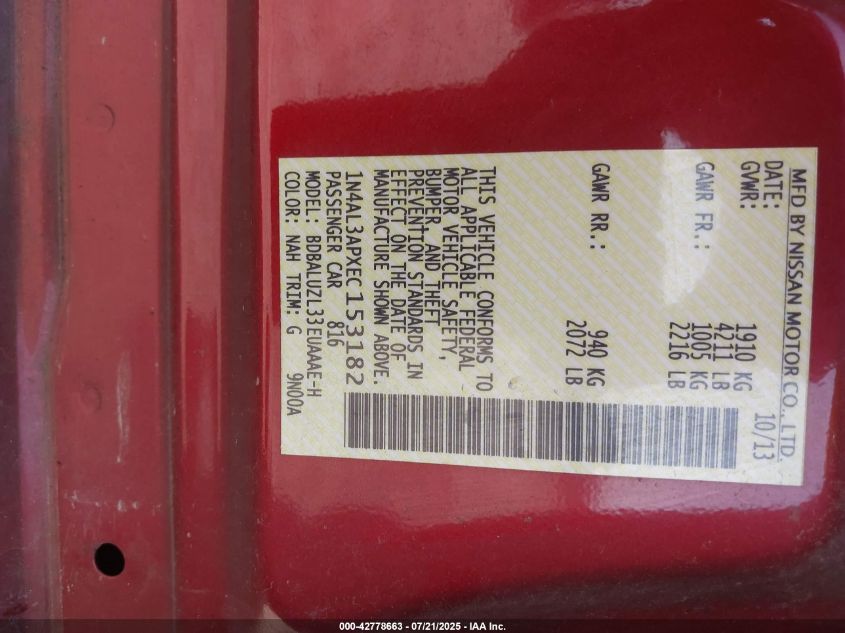 MFD BY NISSAN MOTOR CO., LTD.
DATE: 10/13
GVWR: 1910 KG
4211 LB
GAWR FR.: 1005 KG
2216 LB
GAWR RR.: 940 KG
2072 LB
THIS VEHICLE CONFORMS TO
ALL APPLICABLE FEDERAL
MOTOR VEHICLE SAFETY,
BUMPER, AND THEFT
PREVENTION STANDARDS IN
EFFECT ON THE DATE OF
MANUFACTURE SHOWN ABOVE.
1N4AL3APXEC153182
PASSENGER CAR 816
MODEL: BDBALUZL33EUAAAE-H
COLOR: NAH TRIM: G 9N00A
000-42778663 - 07/21/2025 - IAA Inc.